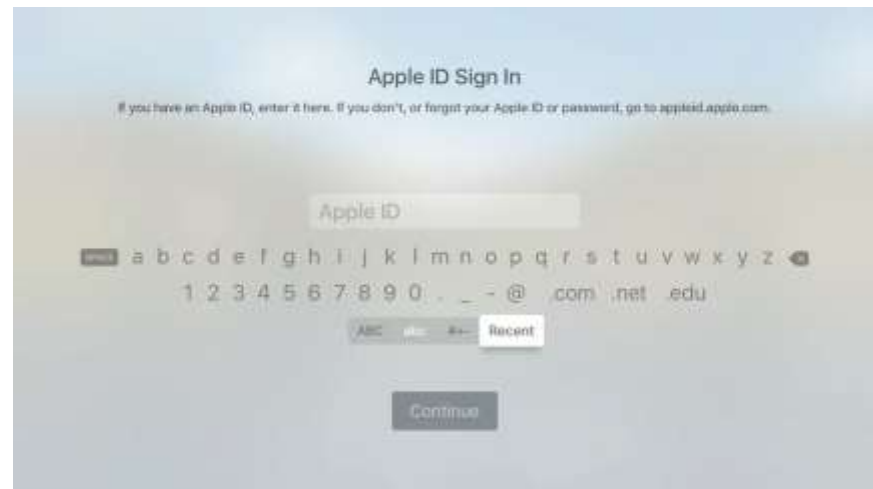 Apple ID Sign In
If you have an Apple ID, enter it here. If you don't, or forgot your Apple ID or password, go to appleid.apple.com.
Apple ID
SPACE a b c d e f g h i j k l m n o p q r s t u v w x y z
1 2 3 4 5 6 7 8 9 0 . _ - @ .com .net .edu
ABC abc #+- Recent
Continue